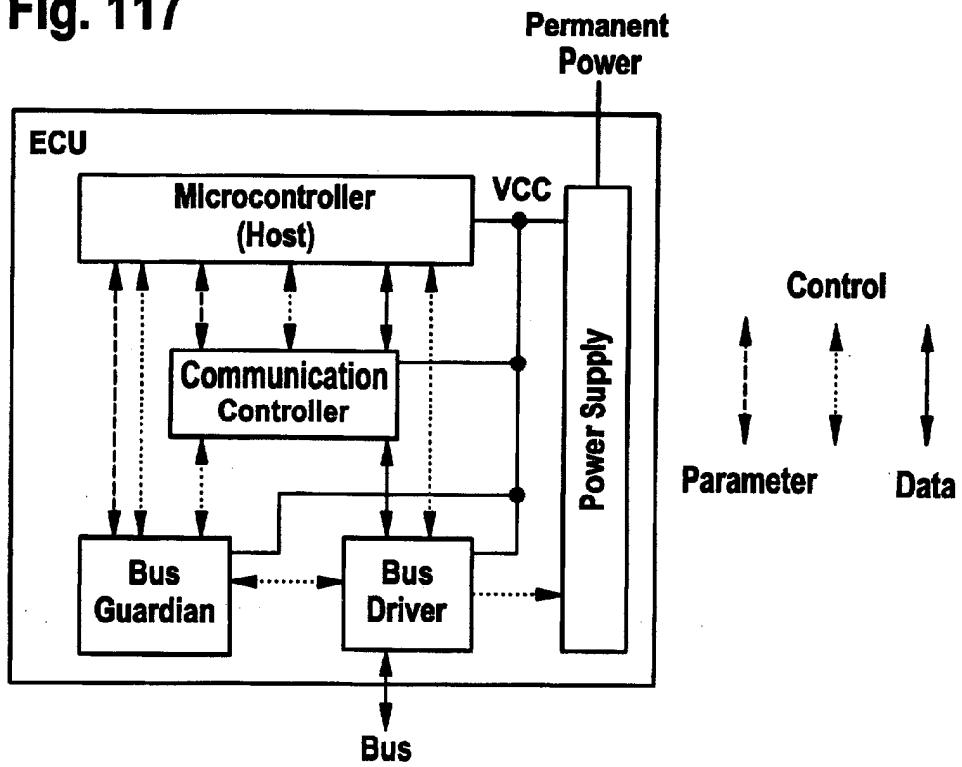 Fig. 117
Permanent
Power
ECU
Microcontroller
(Host)
VCC
Communication
Controller
Power Supply
Bus
Guardian
Bus
Driver
Bus
Control
Parameter
Data